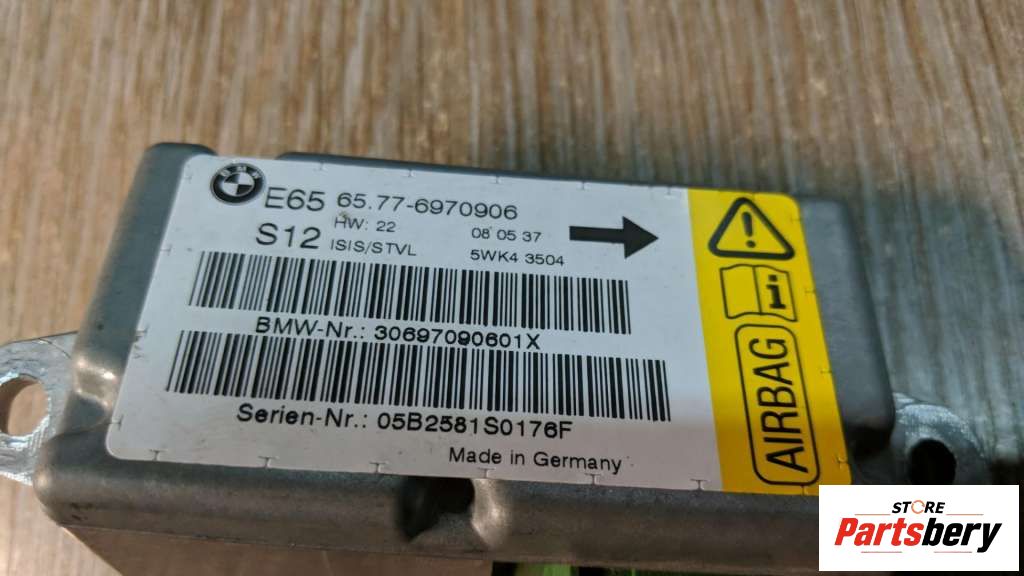 E65 65.77-6970906
HW: 22 08 05 37
S12 ISIS/STVL 5WK4 3504
BMW-Nr.: 30697090601X
Serien-Nr.: 05B2581S0176F
Made in Germany
AIRBAG
STORE
Partsbery